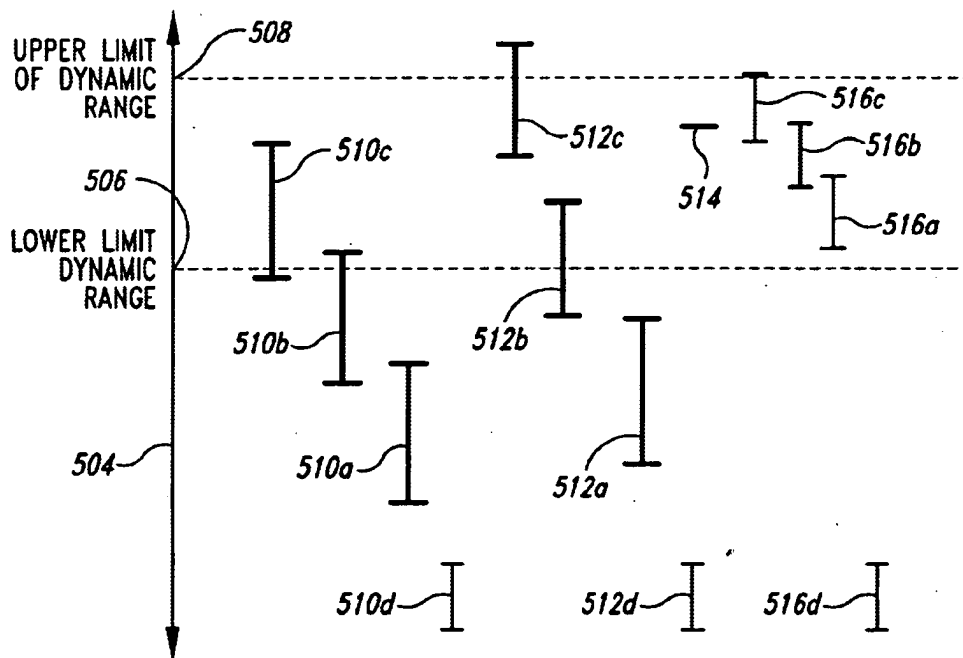 UPPER LIMIT
OF DYNAMIC
RANGE
508
516c
512c
510c
516b
506
514
516a
LOWER LIMIT
DYNAMIC
RANGE
510b
512b
504
510a
512a
510d
512d
516d